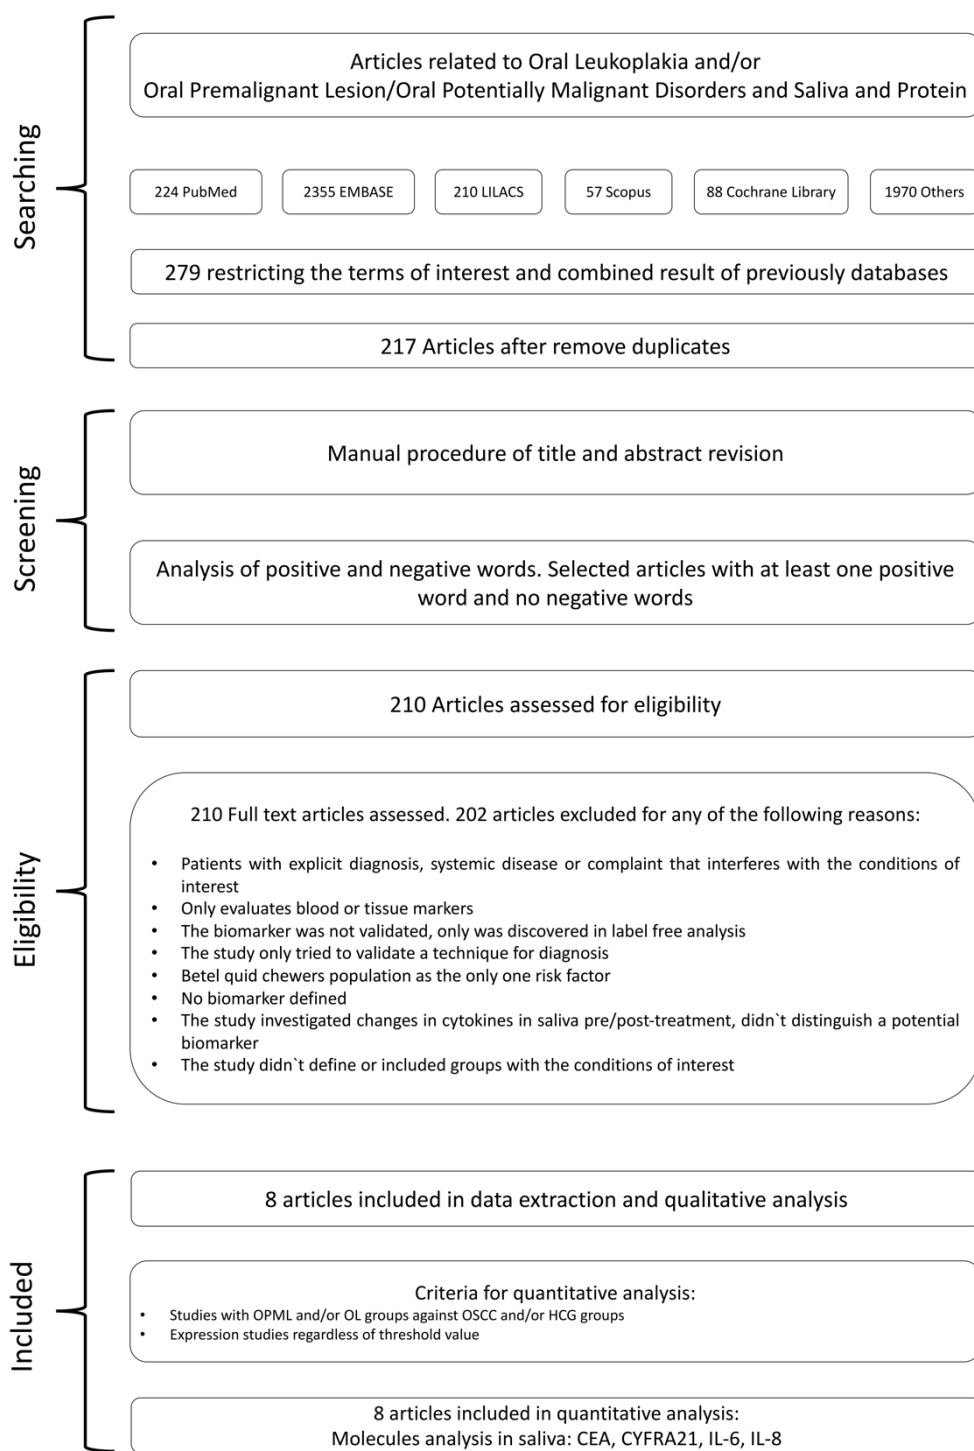 Searching
Articles related to Oral Leukoplakia and/or
Oral Premalignant Lesion/Oral Potentially Malignant Disorders and Saliva and Protein
224 PubMed
2355 EMBASE
210 LILACS
57 Scopus
88 Cochrane Library
1970 Others
279 restricting the terms of interest and combined result of previously databases
217 Articles after remove duplicates
Screening
Manual procedure of title and abstract revision
Analysis of positive and negative words. Selected articles with at least one positive
word and no negative words
Eligibility
210 Articles assessed for eligibility
210 Full text articles assessed. 202 articles excluded for any of the following reasons:
• Patients with explicit diagnosis, systemic disease or complaint that interferes with the conditions of
interest
• Only evaluates blood or tissue markers
• The biomarker was not validated, only was discovered in label free analysis
• The study only tried to validate a technique for diagnosis
• Betel quid chewers population as the only one risk factor
• No biomarker defined
• The study investigated changes in cytokines in saliva pre/post-treatment, didn`t distinguish a potential
biomarker
• The study didn`t define or included groups with the conditions of interest
Included
8 articles included in data extraction and qualitative analysis
Criteria for quantitative analysis:
• Studies with OPML and/or OL groups against OSCC and/or HCG groups
• Expression studies regardless of threshold value
8 articles included in quantitative analysis:
Molecules analysis in saliva: CEA, CYFRA21, IL-6, IL-8